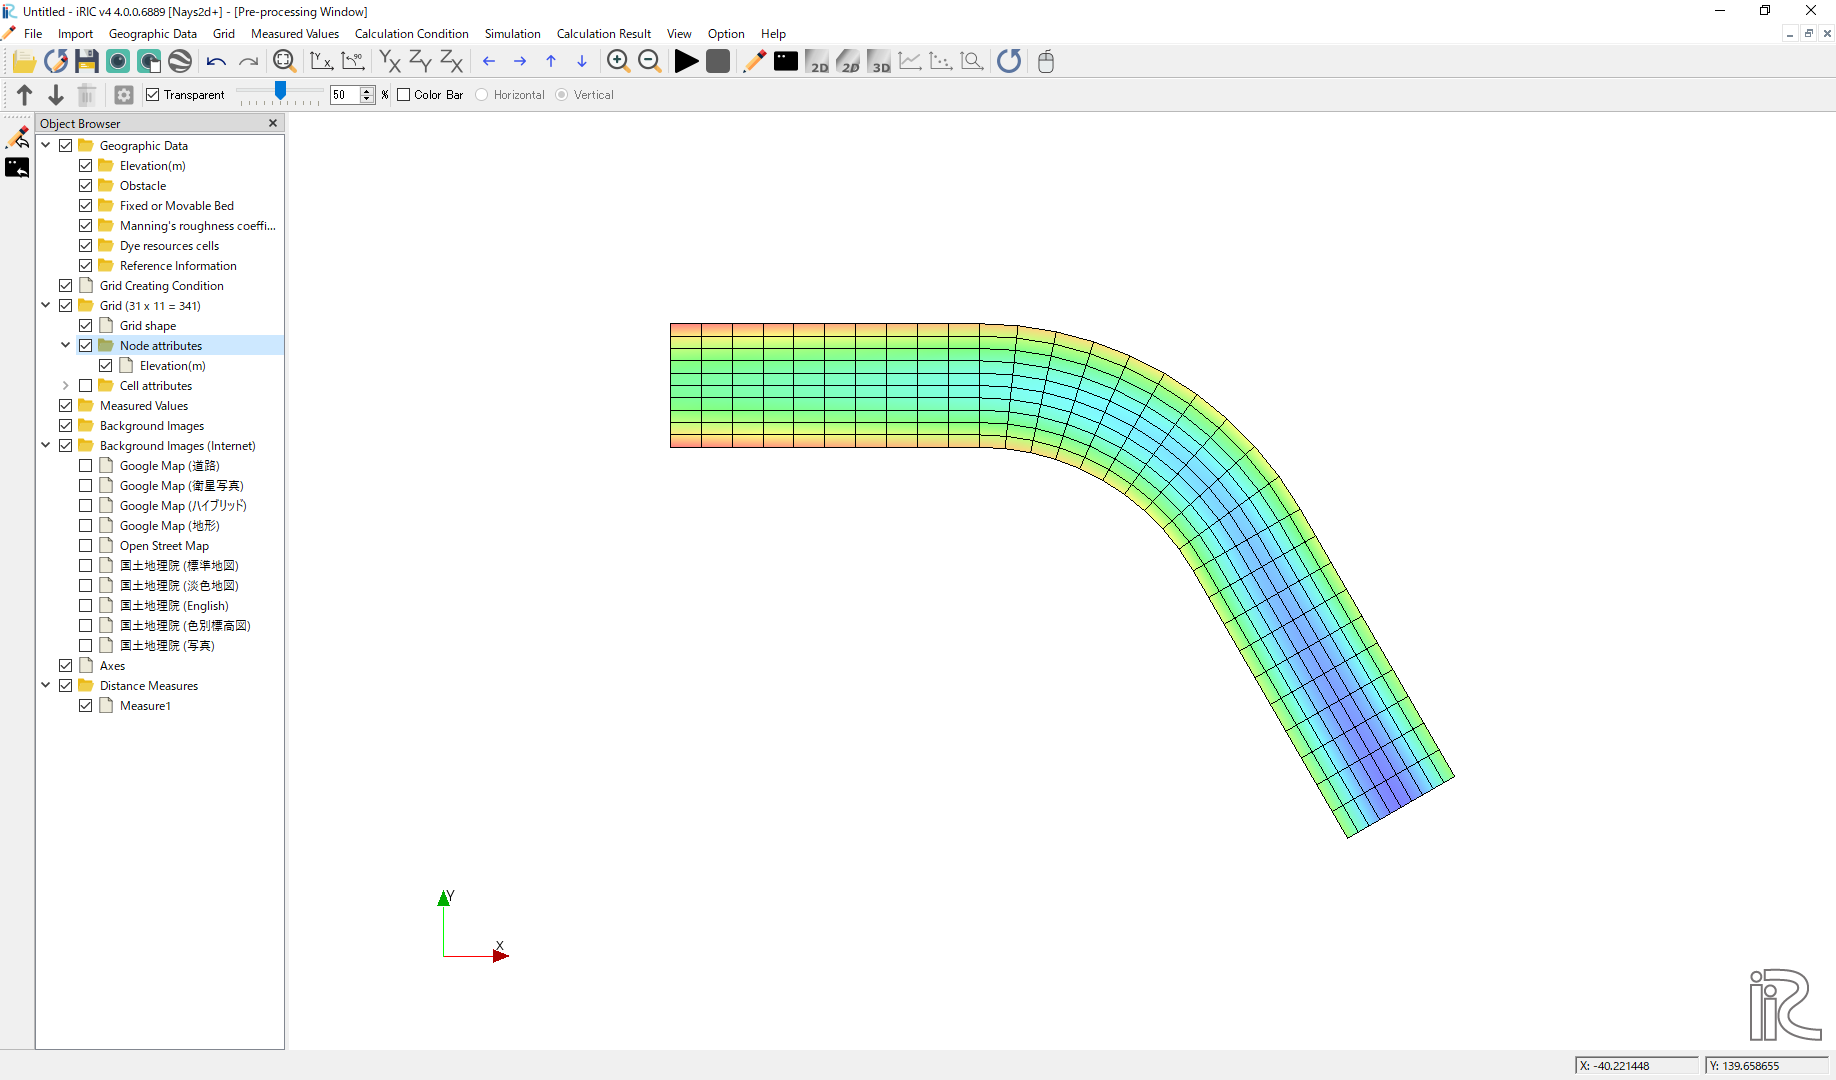 Untitled - iRIC v4 4.0.0.6889 [Nays2d+] - [Pre-processing Window]
File Import Geographic Data Grid Measured Values Calculation Condition Simulation Calculation Result View Option Help
Y X -90 YX ZY ZX 2D 2D 3D
Transparent 50 % Color Bar Horizontal Vertical
Object Browser
Geographic Data
Elevation(m)
Obstacle
Fixed or Movable Bed
Manning's roughness coeffi...
Dye resources cells
Reference Information
Grid Creating Condition
Grid (31 x 11 = 341)
Grid shape
Node attributes
Elevation(m)
Cell attributes
Measured Values
Background Images
Background Images (Internet)
Google Map (道路)
Google Map (衛星写真)
Google Map (ハイブリッド)
Google Map (地形)
Open Street Map
国土地理院 (標準地図)
国土地理院 (淡色地図)
国土地理院 (English)
国土地理院 (色別標高図)
国土地理院 (写真)
Axes
Distance Measures
Measure1
Y
X
iRIC
X: -40.221448 Y: 139.658655